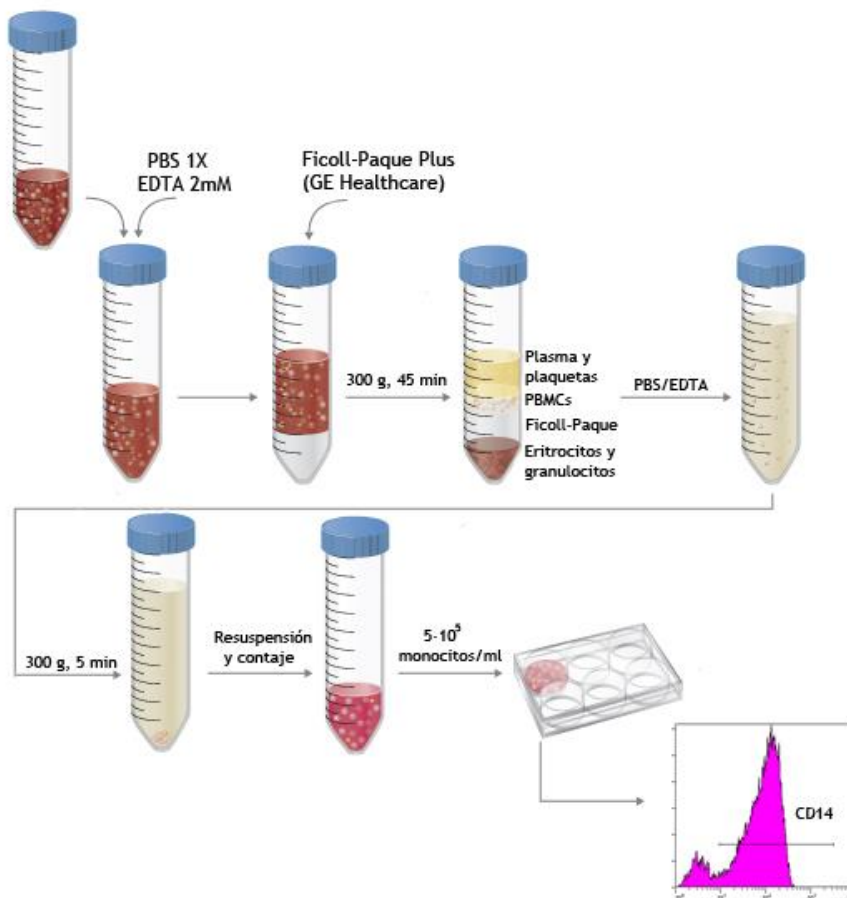 PBS 1X
EDTA 2mM
Ficoll-Paque Plus
(GE Healthcare)
300 g, 45 min
Plasma y
plaquetas
PBMCs
Ficoll-Paque
Eritrocitos y
granulocitos
PBS/EDTA
300 g, 5 min
Resuspensión
y contaje
5·10⁵
monocitos/ml
CD14